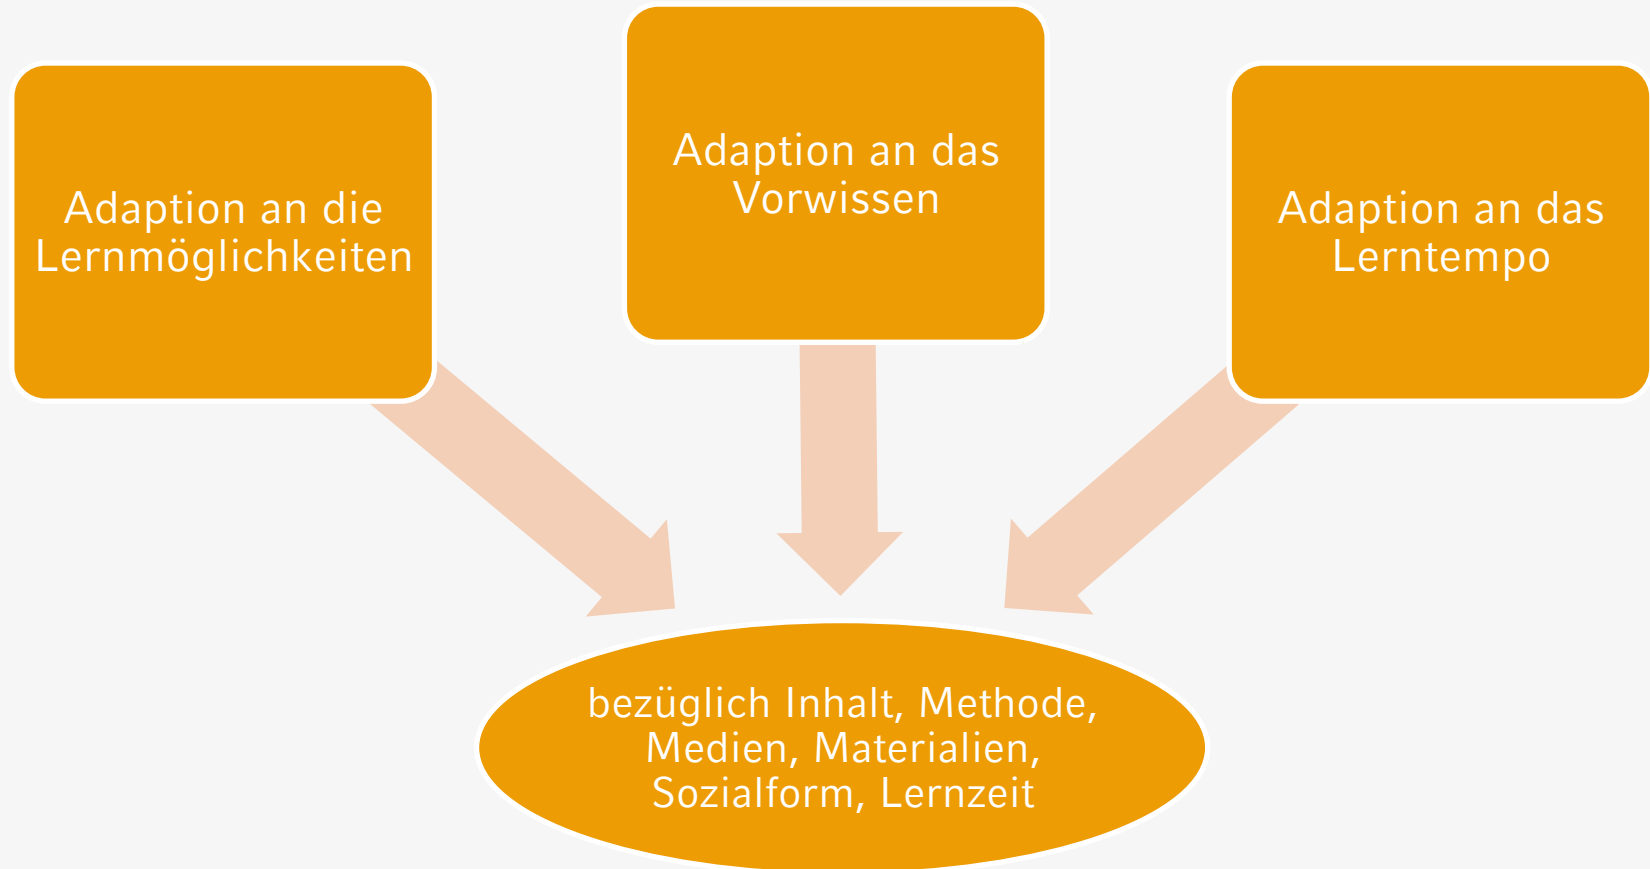 Adaption an die
Lernmöglichkeiten
Adaption an das
Vorwissen
Adaption an das
Lerntempo
bezüglich Inhalt, Methode,
Medien, Materialien,
Sozialform, Lernzeit